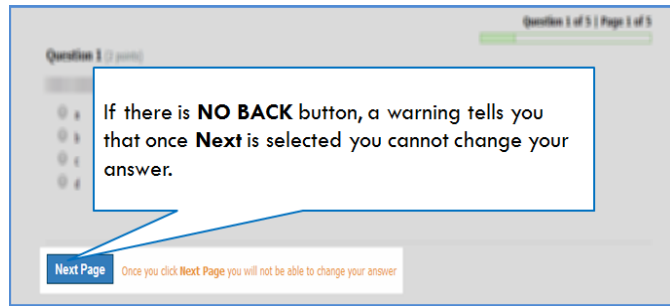 Question 1 of 5 | Page 1 of 5
Question 1 (2 points)
If there is NO BACK button, a warning tells you
that once Next is selected you cannot change your
answer.
a
b
c
d
Next Page Once you click Next Page you will not be able to change your answer